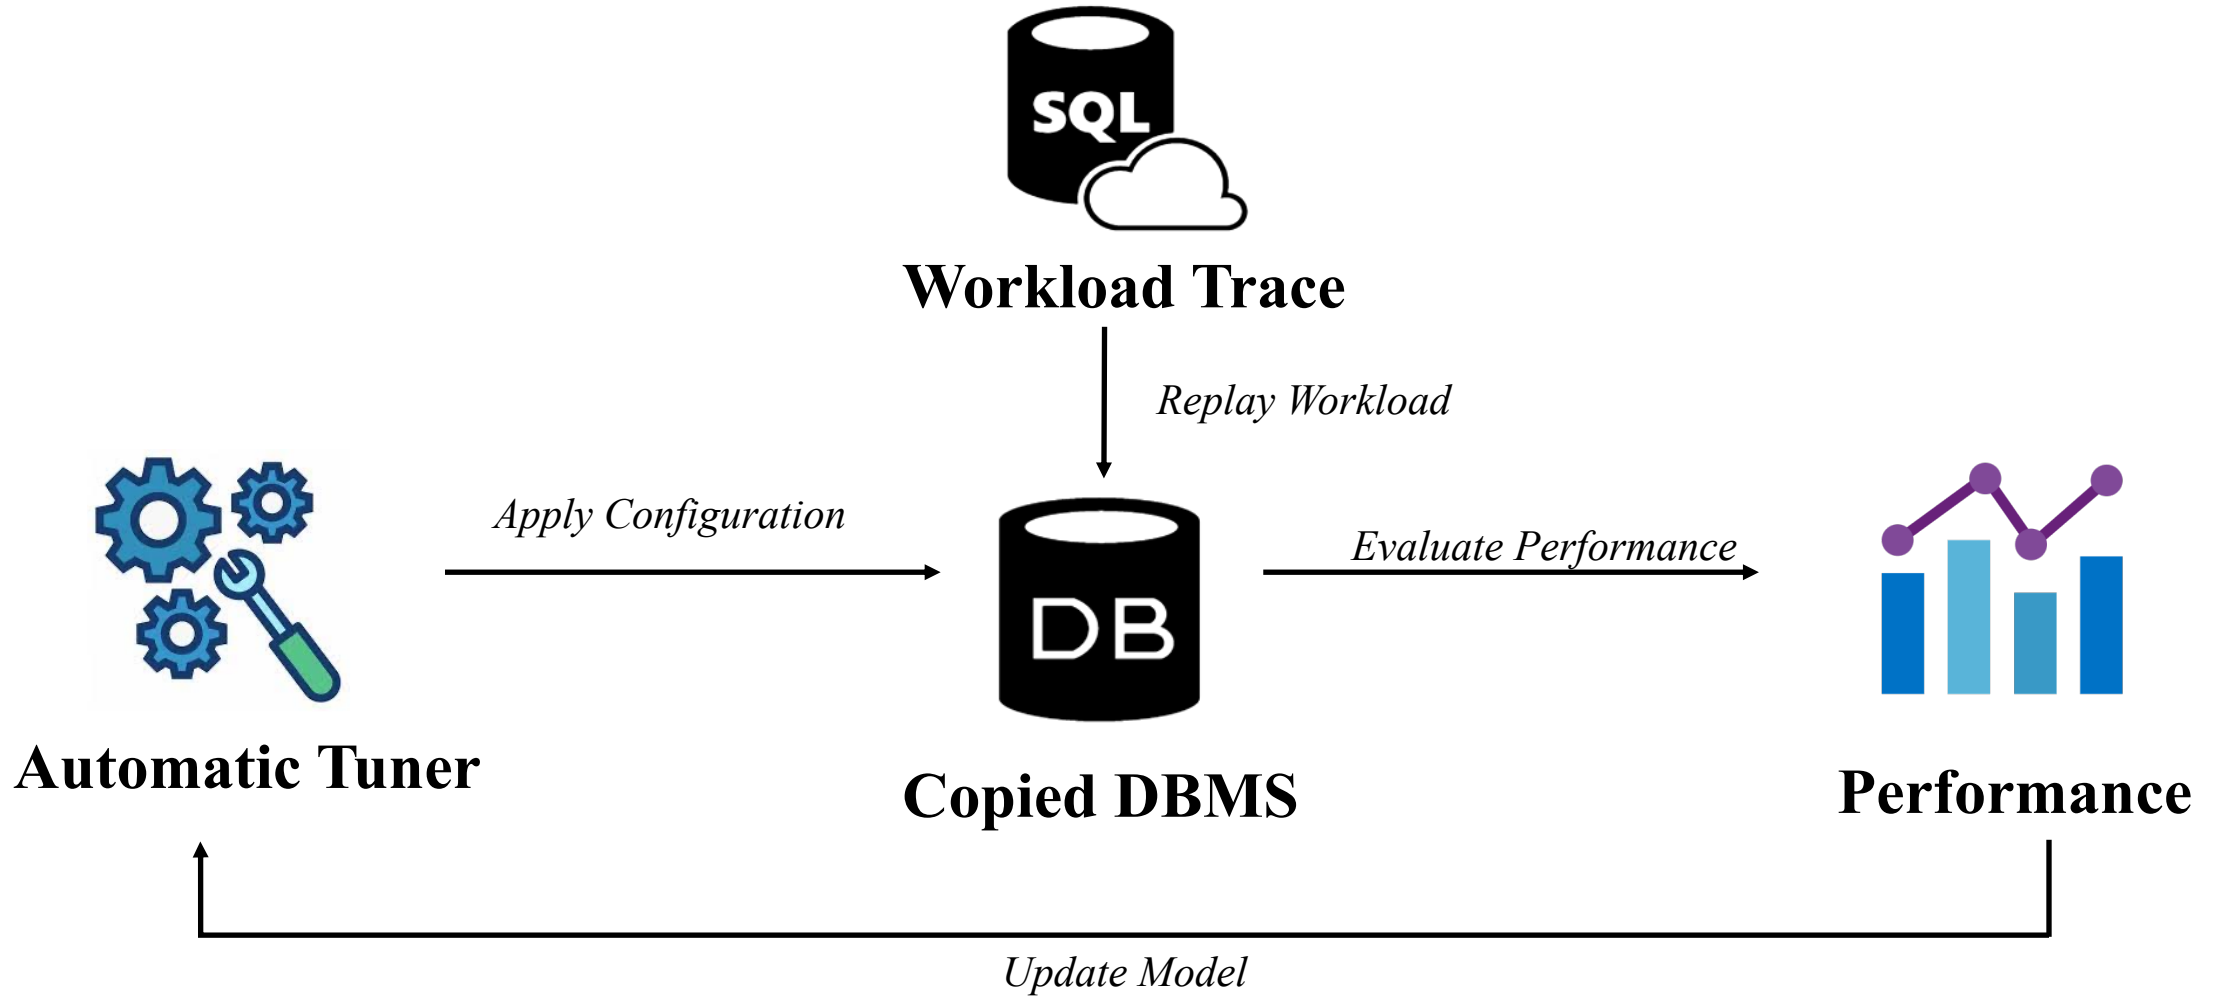 SQL
Workload Trace
Replay Workload
Apply Configuration
Evaluate Performance
DB
Automatic Tuner
Copied DBMS
Performance
Update Model